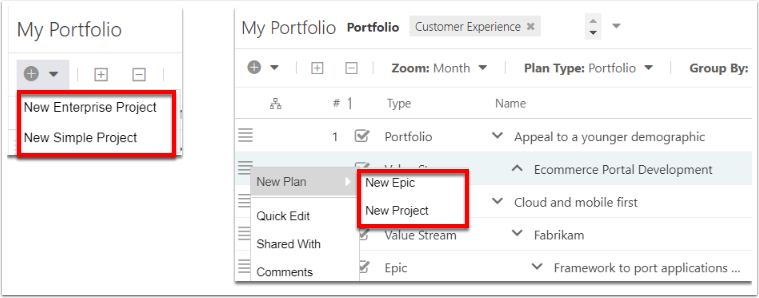 My Portfolio
New Enterprise Project
New Simple Project
My Portfolio Portfolio Customer Experience ×
Zoom: Month Plan Type: Portfolio Group By:
# 1 Type Name
1 Portfolio Appeal to a younger demographic
Value Stream Ecommerce Portal Development
New Plan New Epic
New Project
Cloud and mobile first
Quick Edit
Value Stream Fabrikam
Shared With
Epic Framework to port applications ...
Comments